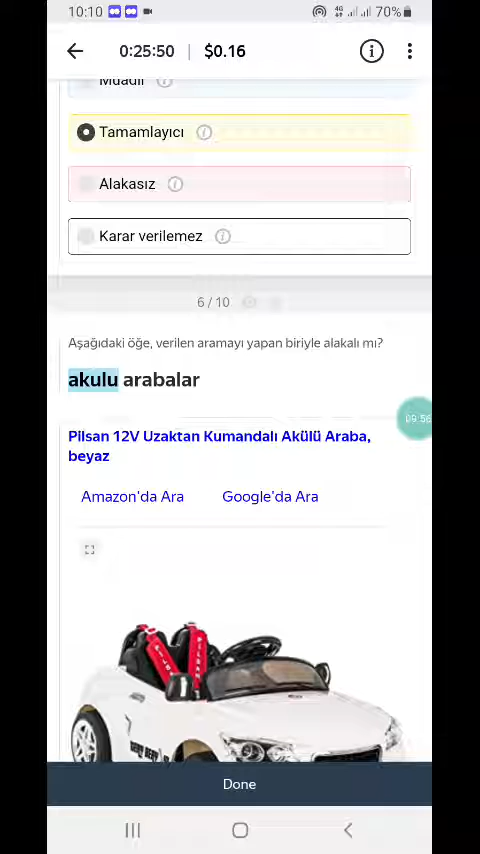 10:10 4G 70%
0:25:50 | $0.16
Muadil
Tamamlayıcı
Alakasız
Karar verilemez
6 / 10
Aşağıdaki öğe, verilen aramayı yapan biriyle alakalı mı?
akulu arabalar
09:56
Pilsan 12V Uzaktan Kumandalı Akülü Araba,
beyaz
Amazon'da Ara Google'da Ara
PILSAN
Done